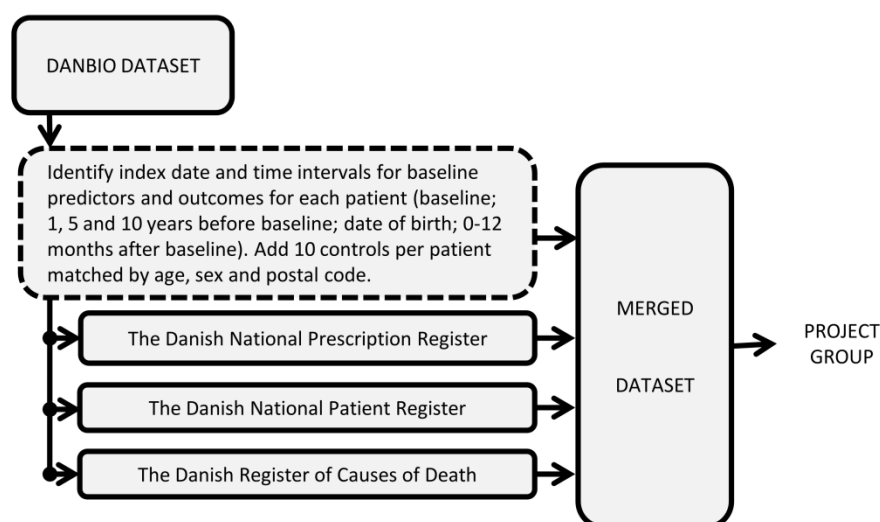 DANBIO DATASET
Identify index date and time intervals for baseline
predictors and outcomes for each patient (baseline;
1, 5 and 10 years before baseline; date of birth; 0-12
months after baseline). Add 10 controls per patient
matched by age, sex and postal code.
The Danish National Prescription Register
The Danish National Patient Register
The Danish Register of Causes of Death
MERGED
DATASET
PROJECT
GROUP